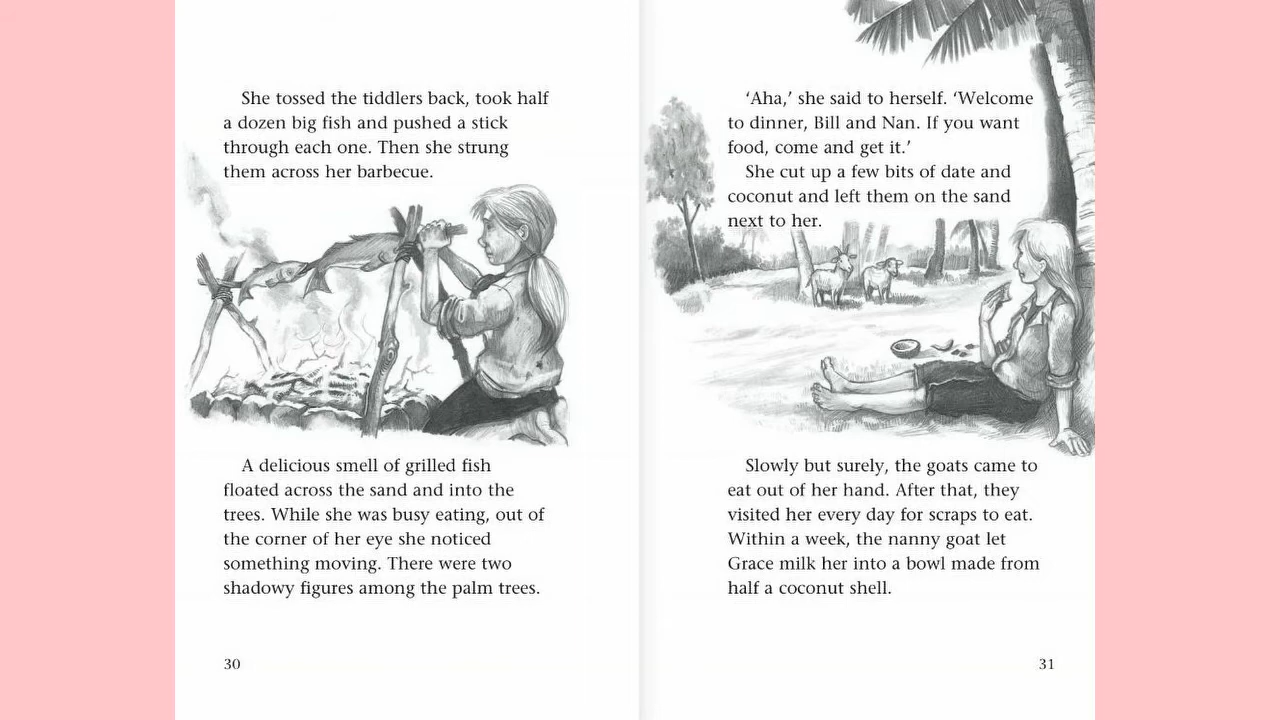 She tossed the tiddlers back, took half
a dozen big fish and pushed a stick
through each one. Then she strung
them across her barbecue.
A delicious smell of grilled fish
floated across the sand and into the
trees. While she was busy eating, out of
the corner of her eye she noticed
something moving. There were two
shadowy figures among the palm trees.
30
‘Aha,’ she said to herself. ‘Welcome
to dinner, Bill and Nan. If you want
food, come and get it.’
She cut up a few bits of date and
coconut and left them on the sand
next to her.
Slowly but surely, the goats came to
eat out of her hand. After that, they
visited her every day for scraps to eat.
Within a week, the nanny goat let
Grace milk her into a bowl made from
half a coconut shell.
31